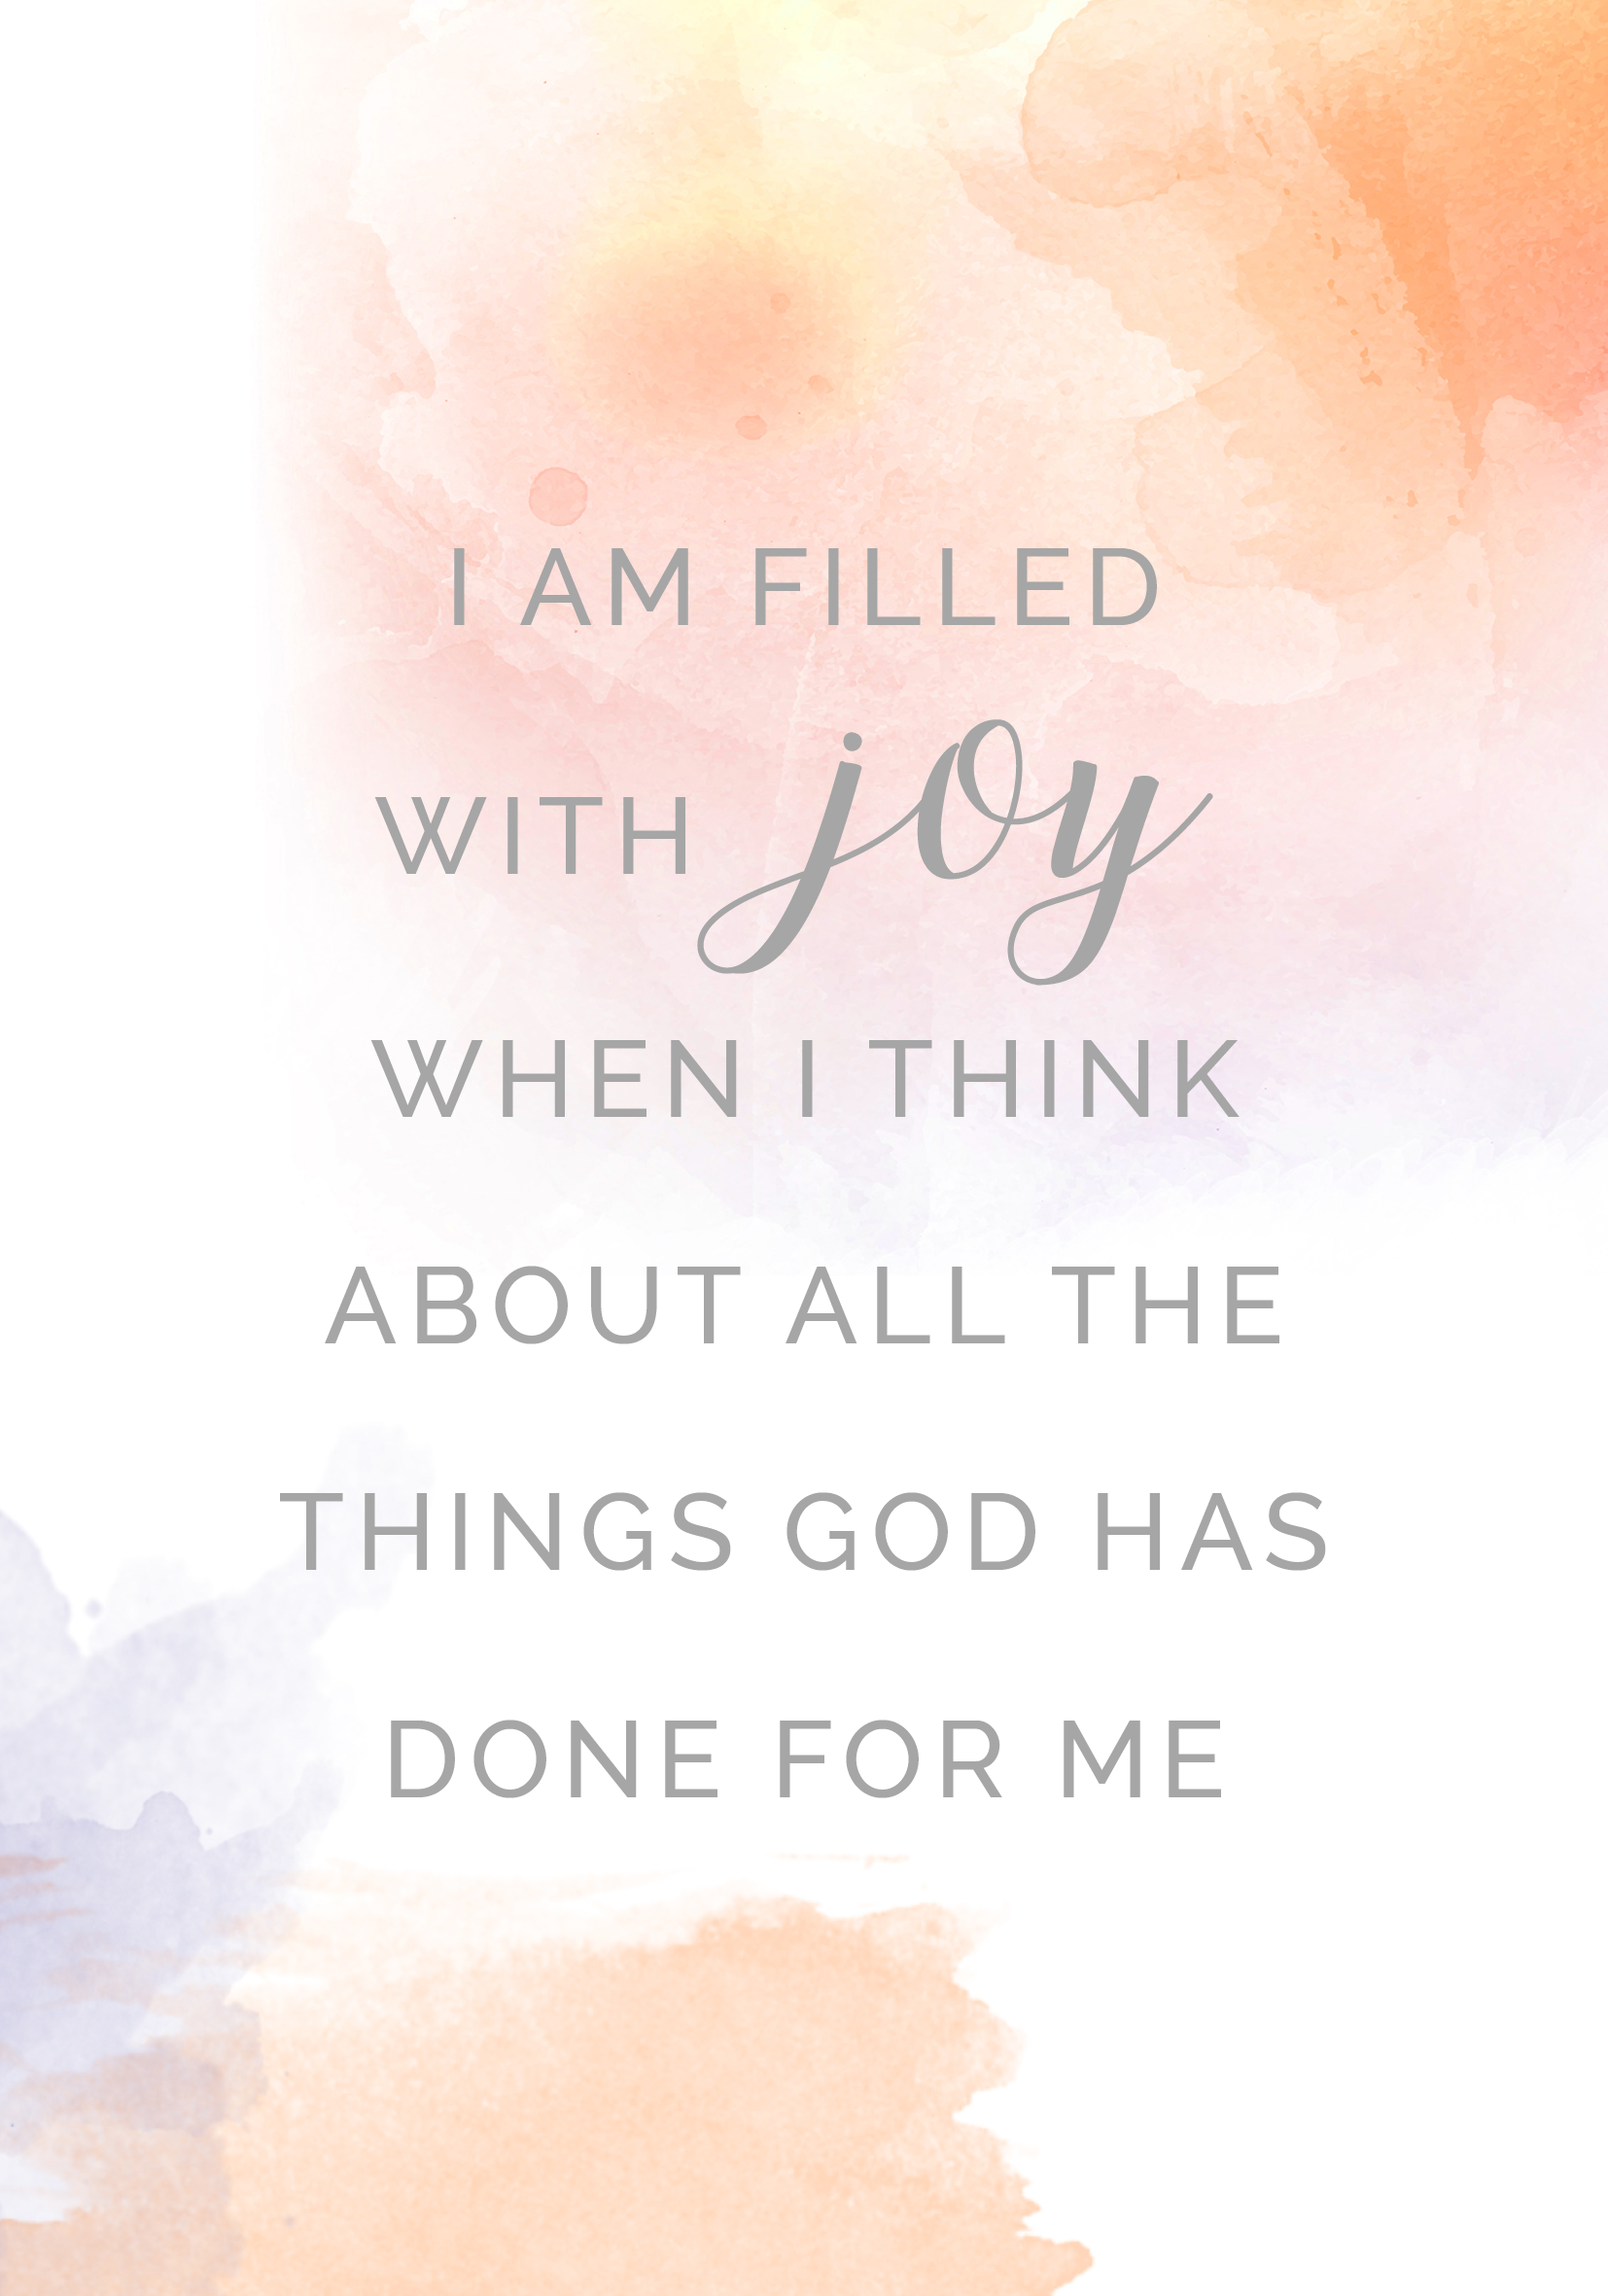 I AM FILLED
WITH joy
WHEN I THINK
ABOUT ALL THE
THINGS GOD HAS
DONE FOR ME